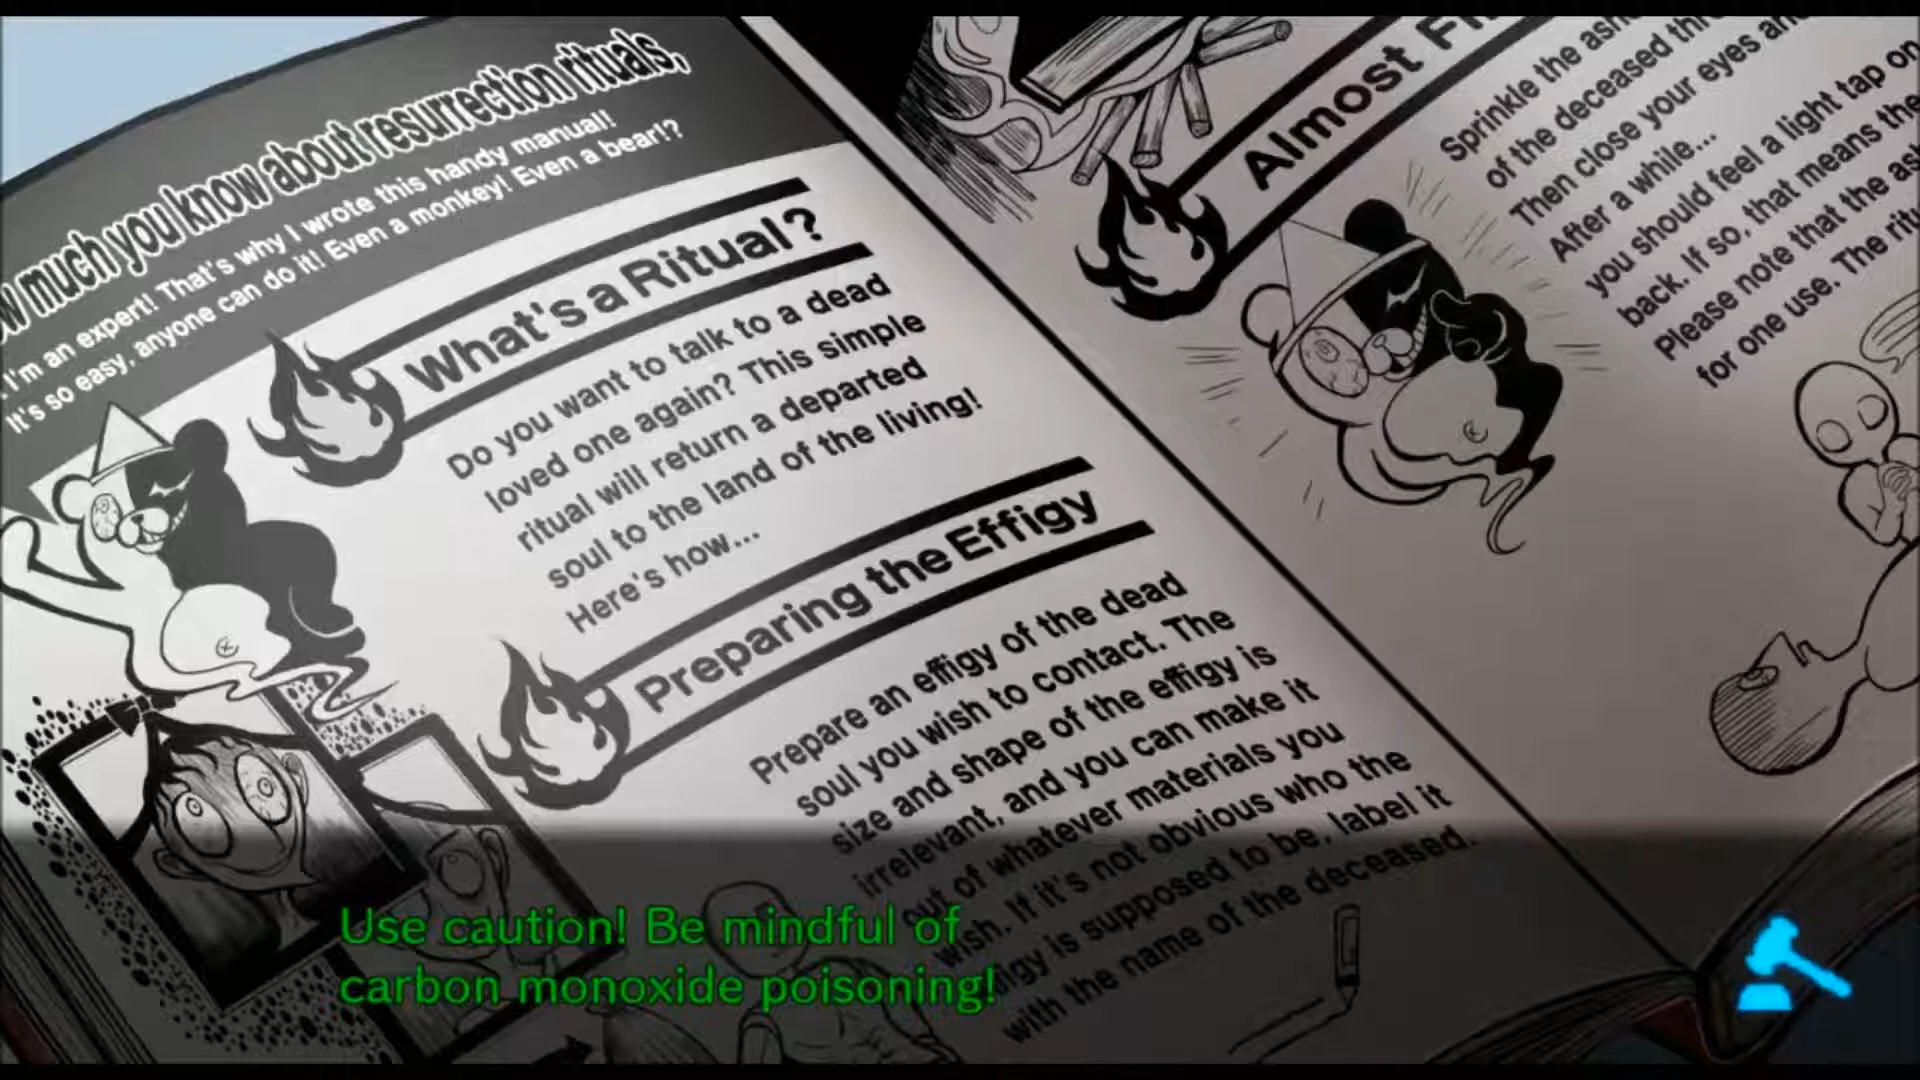 much you know about resurrection rituals,
I'm an expert! That's why I wrote this handy manual!
It's so easy, anyone can do it! Even a monkey! Even a bear!?
What's a Ritual?
Do you want to talk to a dead
loved one again? This simple
ritual will return a departed
soul to the land of the living!
Here's how...
Preparing the Effigy
Prepare an effigy of the dead
soul you wish to contact. The
size and shape of the effigy is
irrelevant, and you can make it
out of whatever materials you
wish. If it's not obvious who the
effigy is supposed to be, label it
with the name of the deceased.
Almost
Sprinkle the
of the deceased
Then close your eyes
After a while...
you should feel a light tap on
back. If so, that means the
Please note that the
for one use. The
Use caution! Be mindful of
carbon monoxide poisoning!